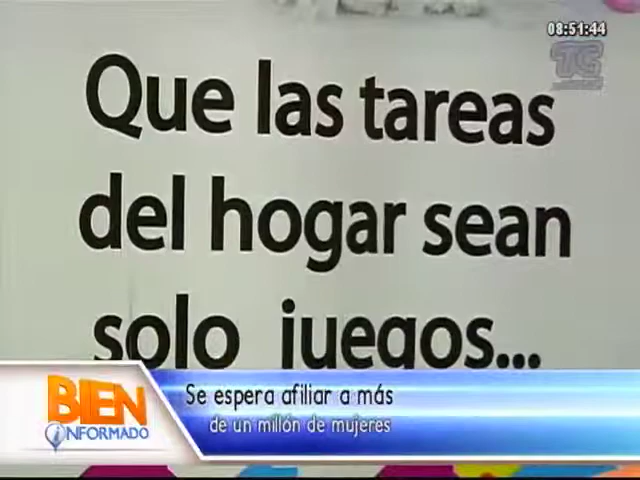 08:51:44
TC
Que las tareas
del hogar sean
solo juegos...
BIEN
INFORMADO
Se espera afiliar a más
de un millón de mujeres